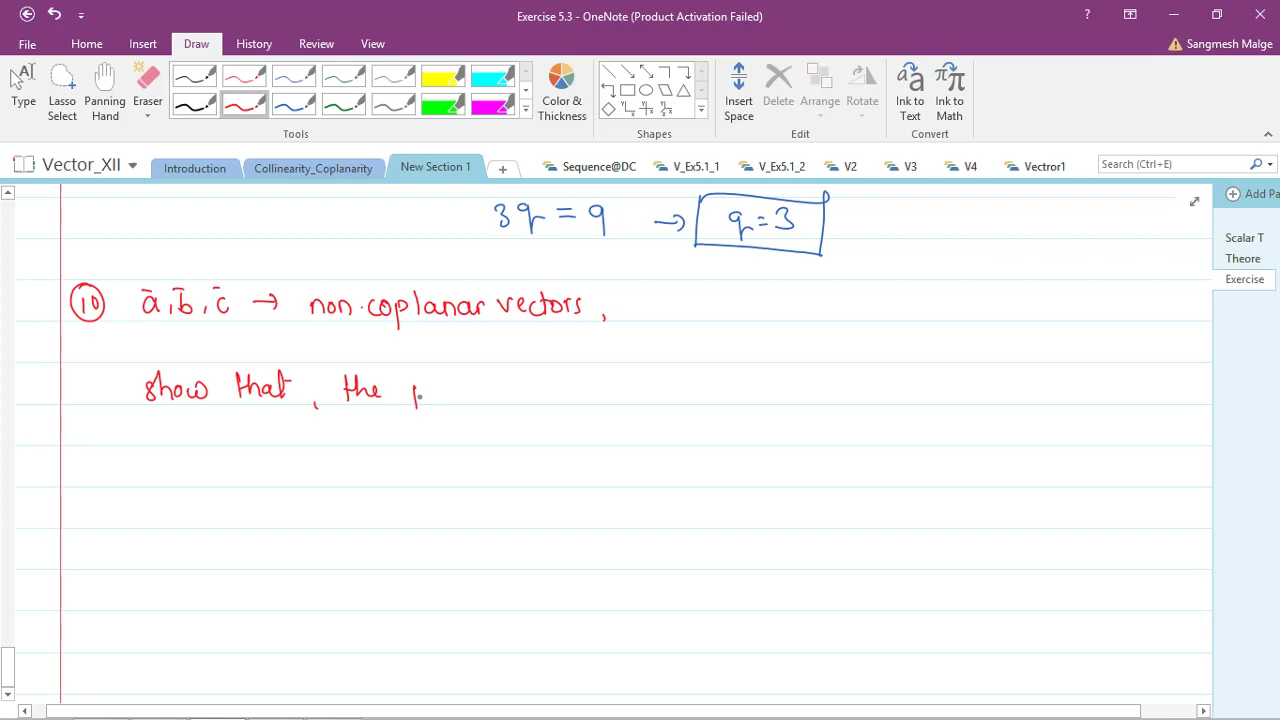 Exercise 5.3 - OneNote (Product Activation Failed)
File Home Insert Draw History Review View Sangmesh Malge
Type Lasso Select Panning Hand Eraser Color & Thickness Insert Space Delete Arrange Rotate Ink to Text Ink to Math
Tools Shapes Edit Convert
Vector_XII Introduction Collinearity_Coplanarity New Section 1 Sequence@DC V_Ex5.1_1 V_Ex5.1_2 V2 V3 V4 Vectror1 Search (Ctrl+E)
Add Pa
Scalar T
Theore
Exercise
3q = 9 → q = 3
10 ā, b̄, c̄ → non-coplanar vectors,
show that, the